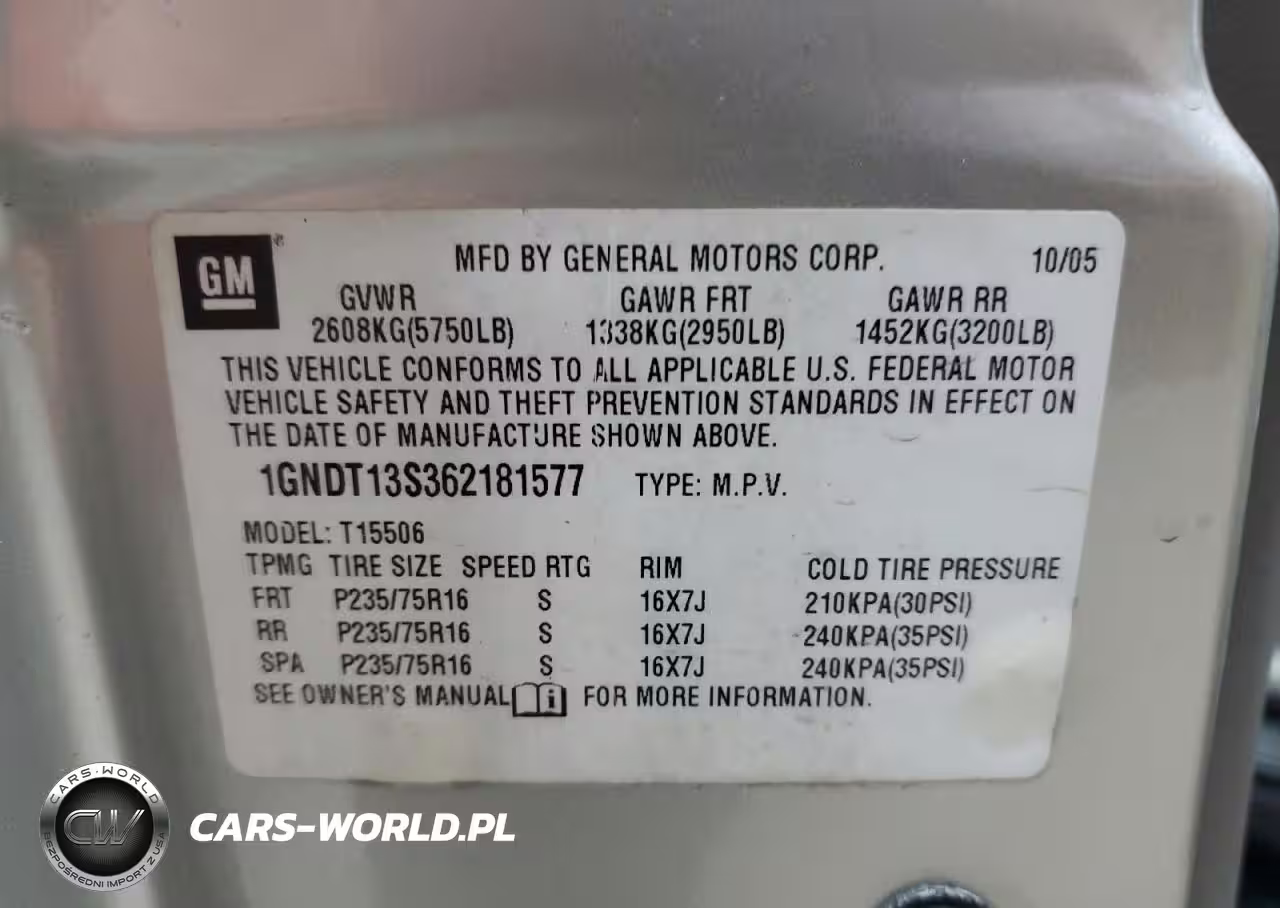 GM
MFD BY GENERAL MOTORS CORP. 10/05
GVWR GAWR FRT GAWR RR
2608KG(5750LB) 1338KG(2950LB) 1452KG(3200LB)
THIS VEHICLE CONFORMS TO ALL APPLICABLE U.S. FEDERAL MOTOR
VEHICLE SAFETY AND THEFT PREVENTION STANDARDS IN EFFECT ON
THE DATE OF MANUFACTURE SHOWN ABOVE.
1GNDT13S362181577 TYPE: M.P.V.
MODEL: T15506
TPMG TIRE SIZE SPEED RTG RIM COLD TIRE PRESSURE
FRT P235/75R16 S 16X7J 210KPA(30PSI)
RR P235/75R16 S 16X7J 240KPA(35PSI)
SPA P235/75R16 S 16X7J 240KPA(35PSI)
SEE OWNER'S MANUAL i FOR MORE INFORMATION.
CARS-WORLD
CW
BEZPOŚREDNI IMPORT Z USA
CARS-WORLD.PL